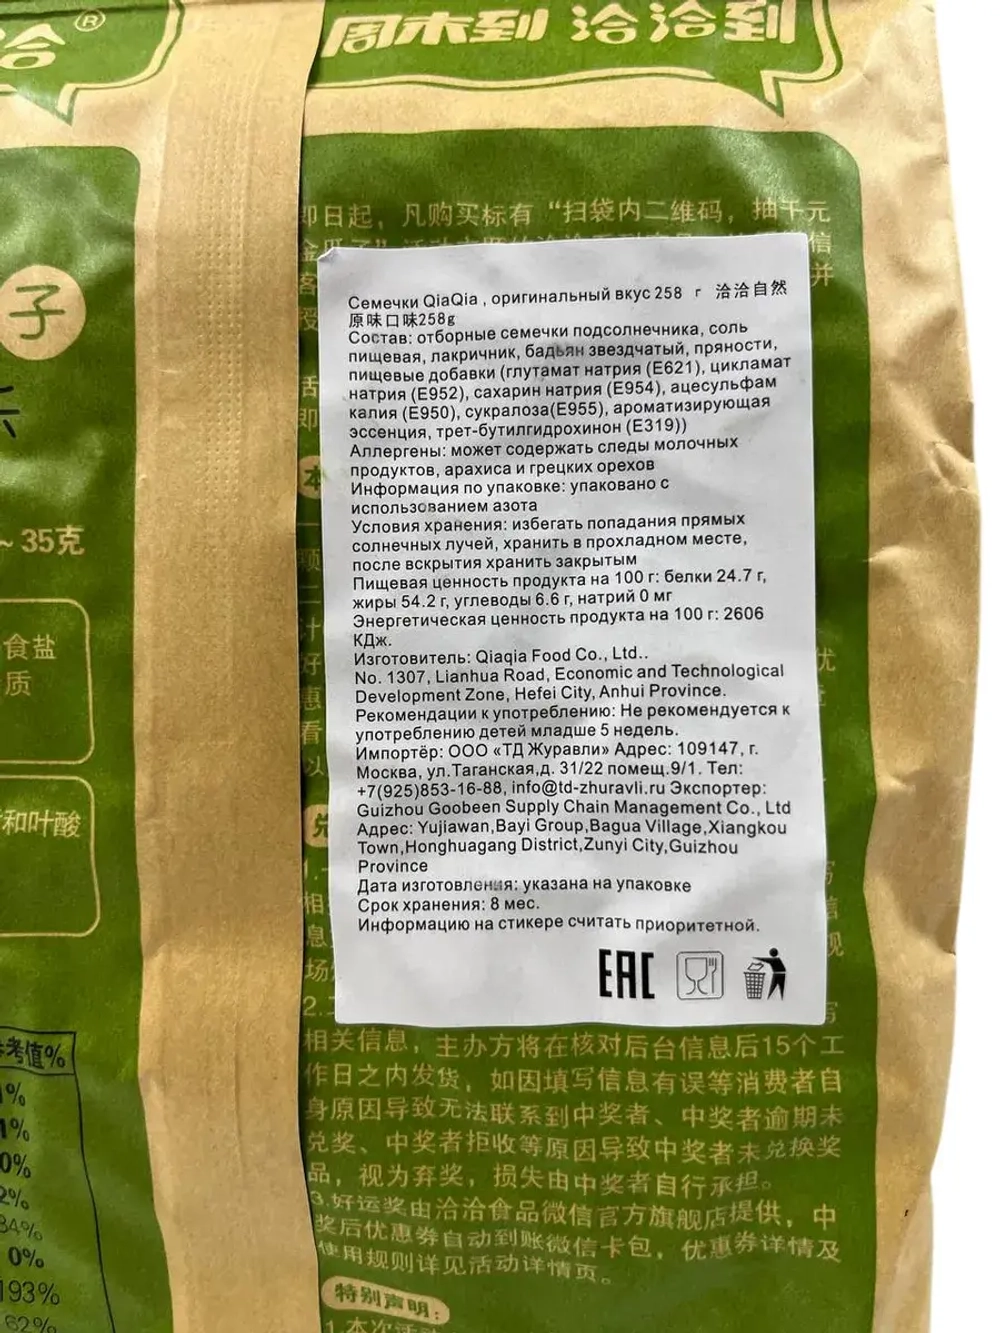 洽®
周末到 洽洽到
子
~ 35克
食盐
质
和叶酸
考值%
1%
1%
0%
2%
34%
0%
193%
62%
即日起，凡购买标有“扫袋内二维码，抽千元
Семечки QiaQia , оригинальный вкус 258 г 洽洽自然
原味口味258g
Состав: отборные семечки подсолнечника, соль
пищевая, лакричник, бадьян звездчатый, пряности,
пищевые добавки (глутамат натрия (E621), цикламат
натрия (E952), сахарин натрия (E954), ацесульфам
калия (E950), сукралоза(E955), ароматизирующая
эссенция, трет-бутилгидрохинон (E319))
Аллергены: может содержать следы молочных
продуктов, арахиса и грецких орехов
Информация по упаковке: упаковано с
использованием азота
Условия хранения: избегать попадания прямых
солнечных лучей, хранить в прохладном месте,
после вскрытия хранить закрытым
Пищевая ценность продукта на 100 г: белки 24.7 г,
жиры 54.2 г, углеводы 6.6 г, натрий 0 мг
Энергетическая ценность продукта на 100 г: 2606
КДж.
Изготовитель: Qiaqia Food Co., Ltd..
No. 1307, Lianhua Road, Economic and Technological
Development Zone, Hefei City, Anhui Province.
Рекомендации к употреблению: Не рекомендуется к
употреблению детей младше 5 недель.
Импортёр: ООО «ТД Журавли» Адрес: 109147, г.
Москва, ул.Таганская,д. 31/22 помещ.9/1. Тел:
+7(925)853-16-88, info@td-zhuravli.ru Экспортер:
Guizhou Goobeen Supply Chain Management Co., Ltd
Адрес: Yujiawan,Bayi Group,Bagua Village,Xiangkou
Town,Honghuagang District,Zunyi City,Guizhou
Province
Дата изготовления: указана на упаковке
Срок хранения: 8 мес.
Информацию на стикере считать приоритетной.
EAC
相关信息，主办方将在核对后台信息后15个工
作日之内发货，如因填写信息有误等消费者自
身原因导致无法联系到中奖者、中奖者逾期未
兑奖、中奖者拒收等原因导致中奖者未兑换奖
品，视为弃奖，损失由中奖者自行承担。
3.好运奖由洽洽食品微信官方旗舰店提供，中
奖后优惠券自动到账微信卡包，优惠券详情及
使用规则详见活动详情页。
特别声明：
1.本次活动